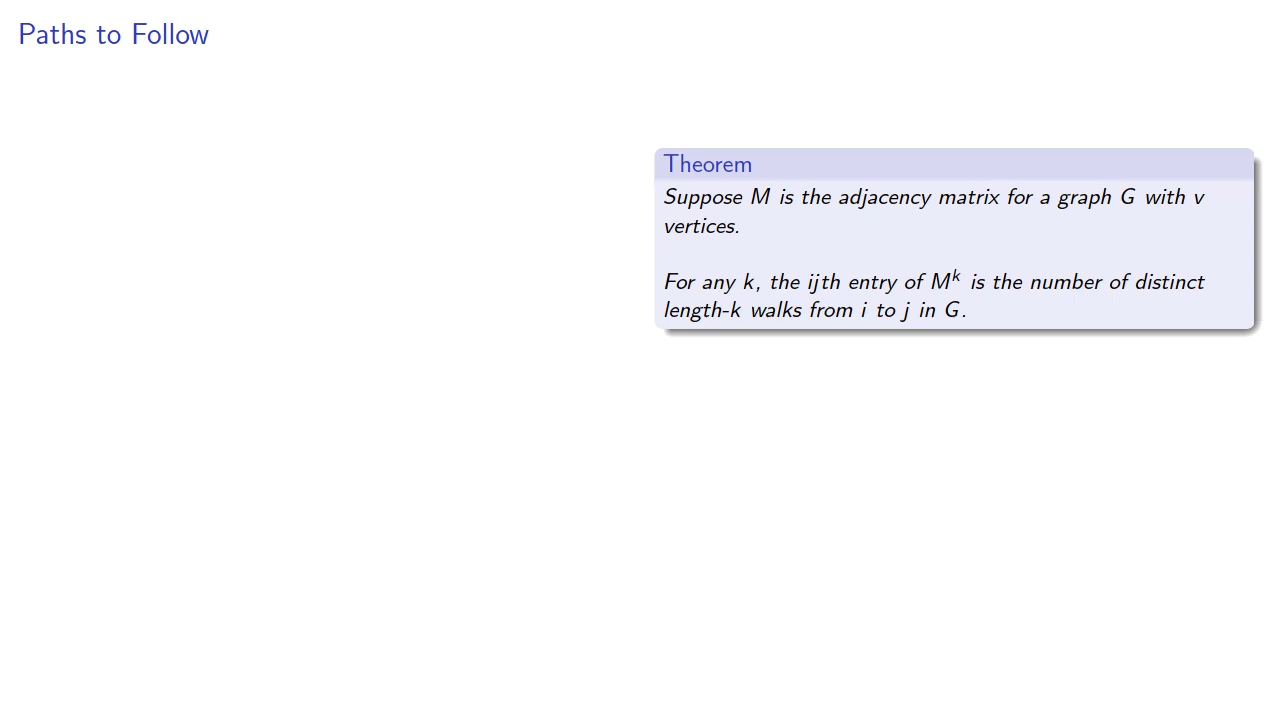 Paths to Follow
Theorem
Suppose M is the adjacency matrix for a graph G with v
vertices.
For any k, the ijth entry of M^k is the number of distinct
length-k walks from i to j in G.